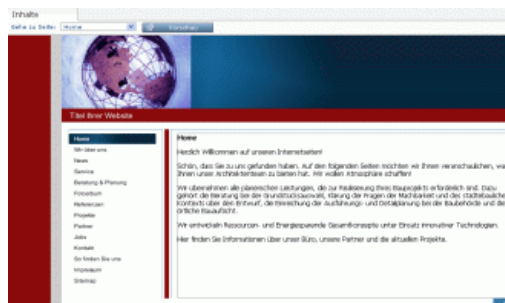 Inhalte
Gehe zu Seite: Home Vorschau
Titel Ihrer Website
Home
Wir über uns
News
Service
Beratung & Planung
Fotoalbum
Referenzen
Projekte
Partner
Jobs
Kontakt
So finden Sie uns
Impressum
Sitemap
Home
Herzlich Willkommen auf unseren Internetseiten!
Schön, dass Sie zu uns gefunden haben. Auf den folgenden Seiten möchten wir Ihnen veranschaulichen, wa
Ihnen unser Architektenteam zu bieten hat. Wir wollen Atmosphäre schaffen!
Wir übernehmen alle planerischen Leistungen, die zur Realisierung Ihres Bauprojekts erforderlich sind. Dazu
gehört die Beratung bei der Grundstücksauswahl, Klärung der Fragen der Machbarkeit und des städtebauliche
Kontexts über den Entwurf, die Einreichung der Ausführungs- und Detailplanung bei der Baubehörde und die
örtliche Bauaufsicht.
Wir entwickeln Ressourcen- und Energiesparende Gesamtkonzepte unter Einsatz innovativer Technologien.
Hier finden Sie Informationen über unser Büro, unsere Partner und die aktuellen Projekte.